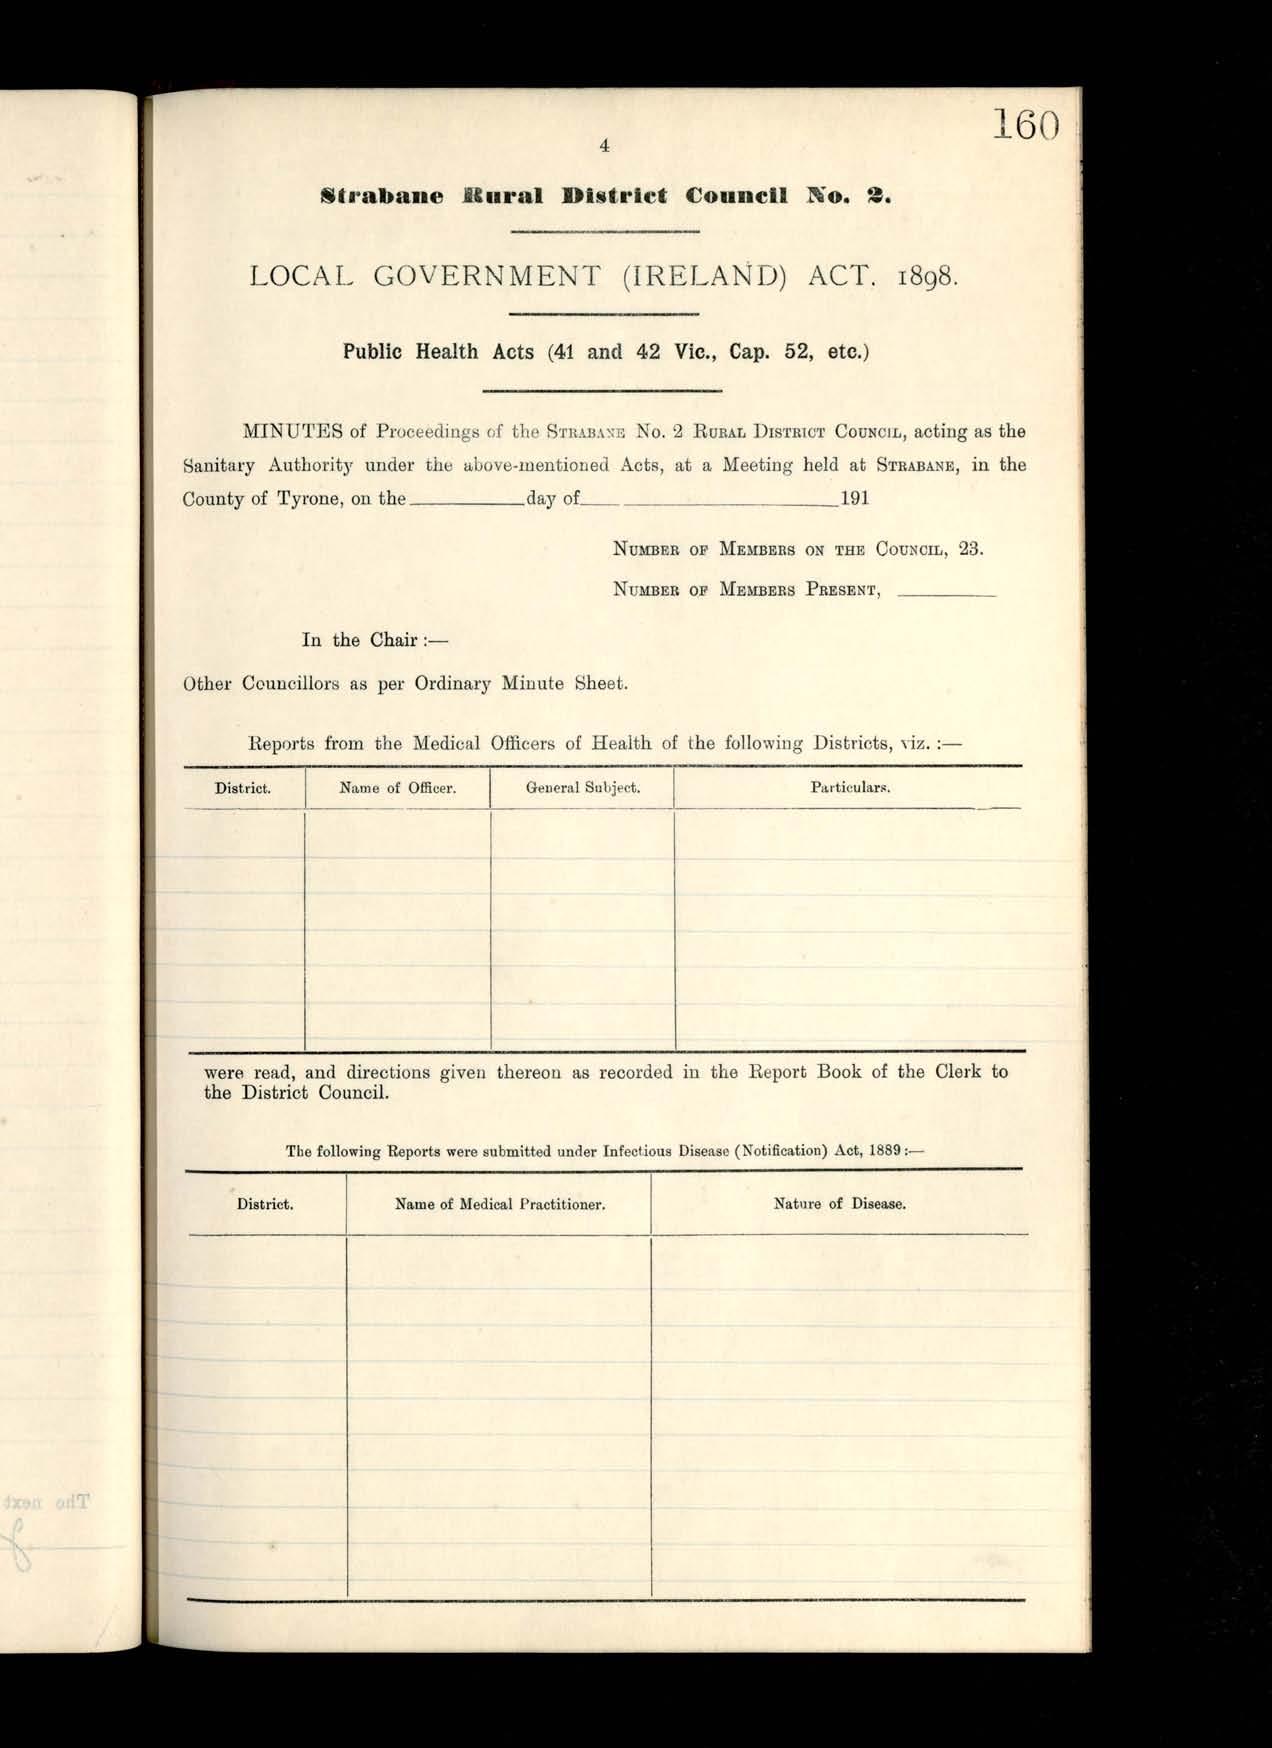 160
4
Strabane Rural District Council No. 2.
LOCAL GOVERNMENT (IRELAND) ACT. 1898.
Public Health Acts (41 and 42 Vic., Cap. 52, etc.)
MINUTES of Proceedings of the STRABANE No. 2 RURAL DISTRICT COUNCIL, acting as the
Sanitary Authority under the above-mentioned Acts, at a Meeting held at STRABANE, in the
County of Tyrone, on the ________ day of ________________ 191
NUMBER OF MEMBERS ON THE COUNCIL, 23.
NUMBER OF MEMBERS PRESENT, ________
In the Chair :—
Other Councillors as per Ordinary Minute Sheet.
Reports from the Medical Officers of Health of the following Districts, viz. :—
District. Name of Officer. General Subject. Particulars.
were read, and directions given thereon as recorded in the Report Book of the Clerk to
the District Council.
The following Reports were submitted under Infectious Disease (Notification) Act, 1889 :—
District. Name of Medical Practitioner. Nature of Disease.
The next